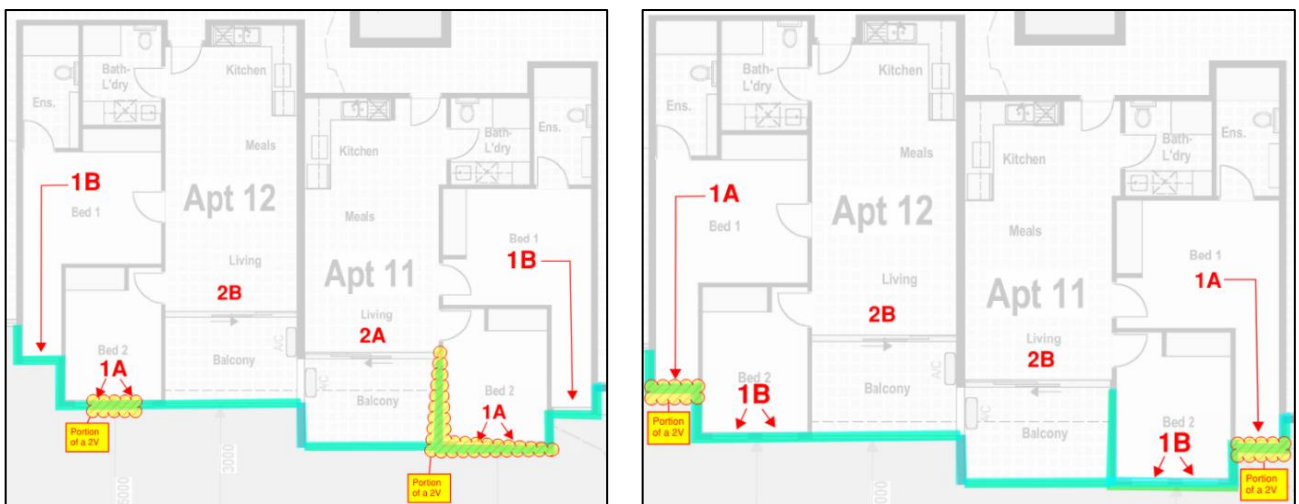 Kitchen
Bath-
L'dry
Ens.
Kitchen
Bath-
L'dry
Ens.
Meals
1B
Apt 12
Bed 1
Meals
Bed 1
1B
Living
2B
Apt 11
Living
2A
A/C
Bed 2
1A
Balcony
A/C
Balcony
Bed 2
1A
Portion
of a 2V
3000
Portion
of a 2V
Kitchen
Bath-
L'dry
Ens.
Kitchen
Bath-
L'dry
Ens.
Meals
1A
Apt 12
Bed 1
Meals
Bed 1
1A
Living
2B
Apt 11
Living
2B
A/C
Bed 2
1B
Balcony
A/C
Balcony
Bed 2
1B
Portion
of a 2V
Portion
of a 2V